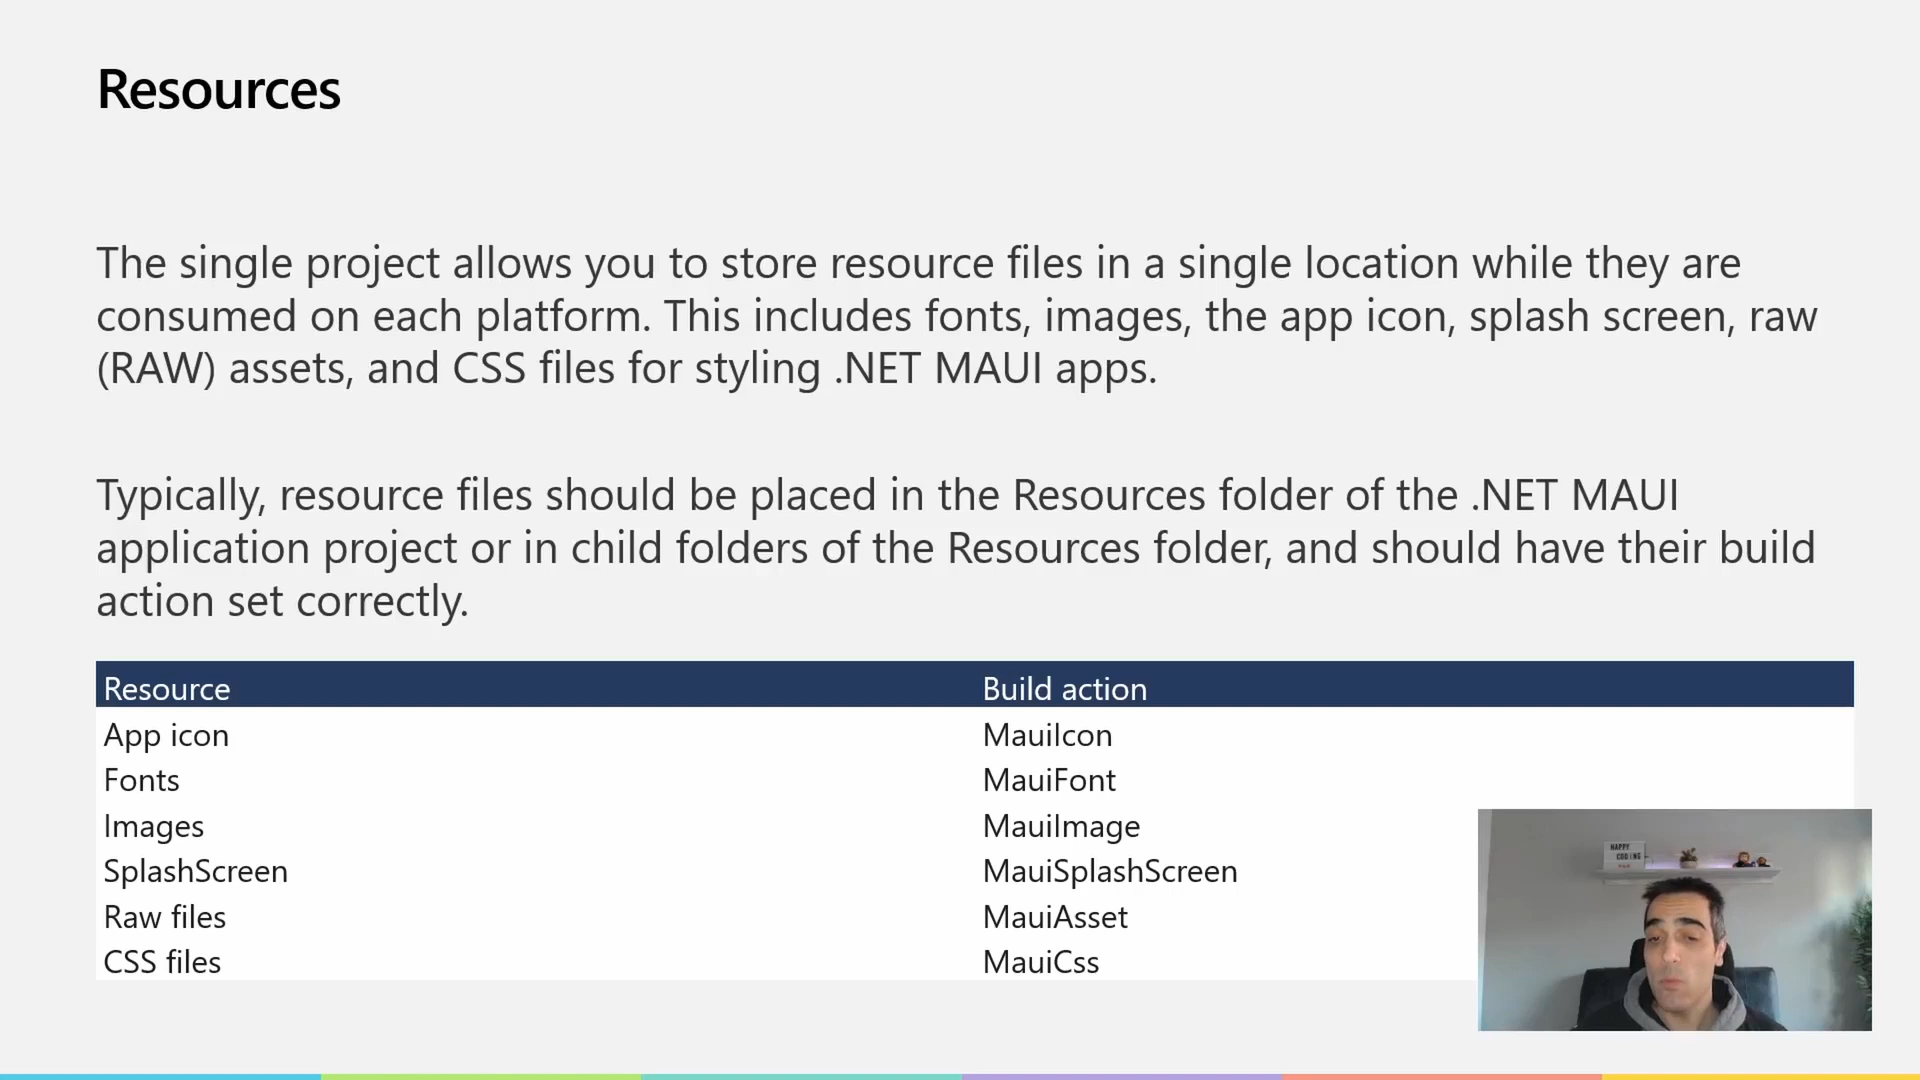 Resources
The single project allows you to store resource files in a single location while they are
consumed on each platform. This includes fonts, images, the app icon, splash screen, raw
(RAW) assets, and CSS files for styling .NET MAUI apps.
Typically, resource files should be placed in the Resources folder of the .NET MAUI
application project or in child folders of the Resources folder, and should have their build
action set correctly.
Resource Build action
App icon MauiIcon
Fonts MauiFont
Images MauiImage
SplashScreen MauiSplashScreen
Raw files MauiAsset
CSS files MauiCss
HAPPY
CODING